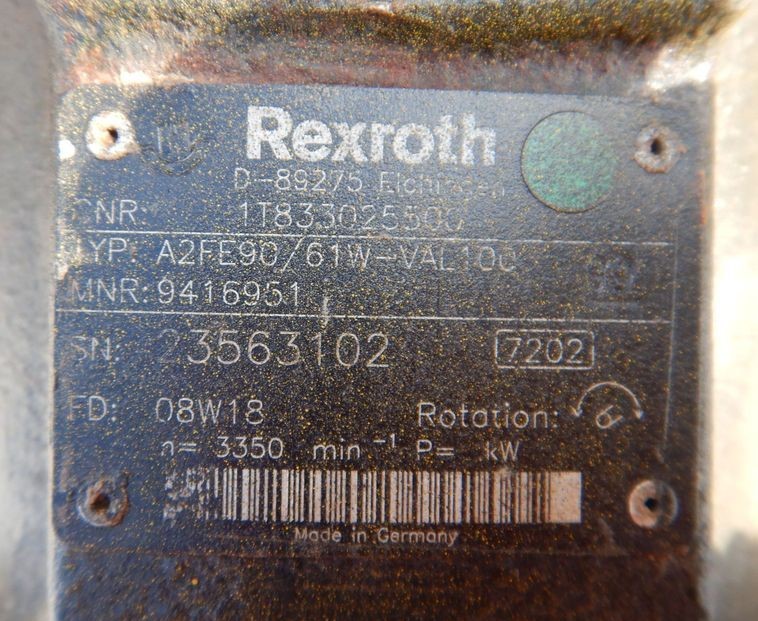 Rexroth
D-89275 Elchingen
CNR: 1T833025500
TYP: A2FE90/61W-VAL100
MNR: 9416951
SN: 23563102 7202
FD: 08W18 Rotation:
n= 3350 min⁻¹ P= kW
Made in Germany